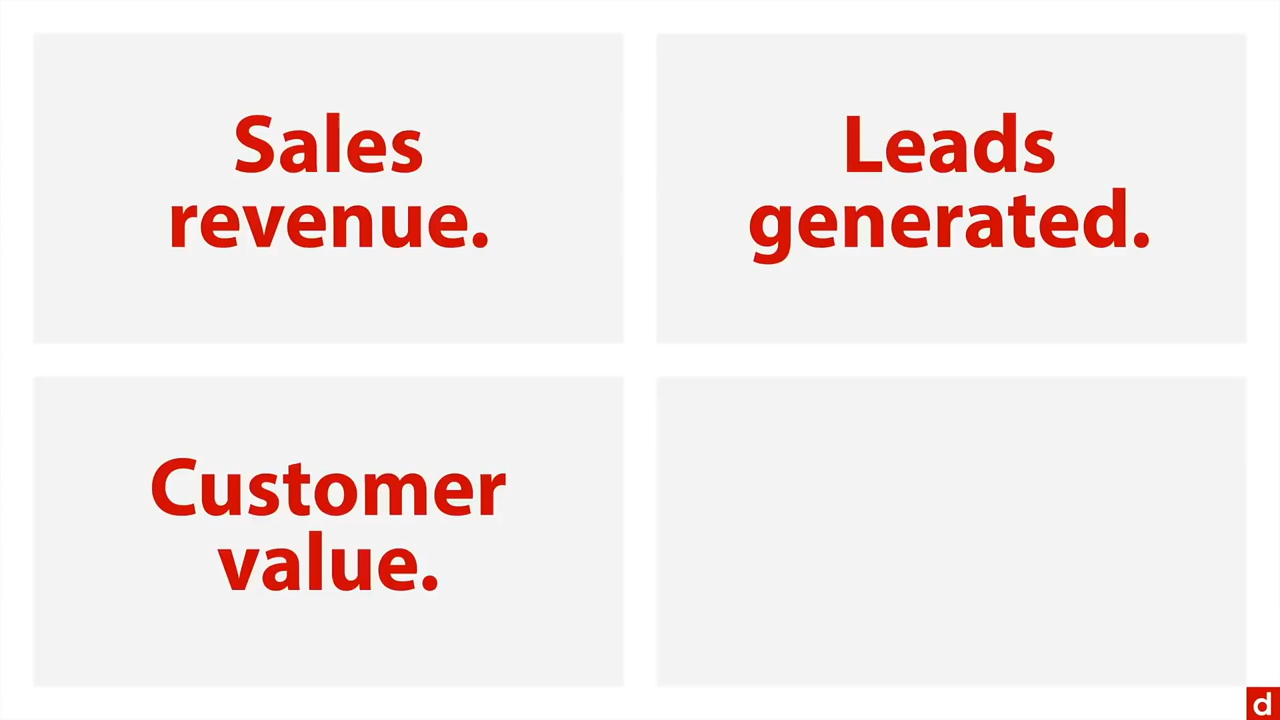 Sales
revenue.
Leads
generated.
Customer
value.
d